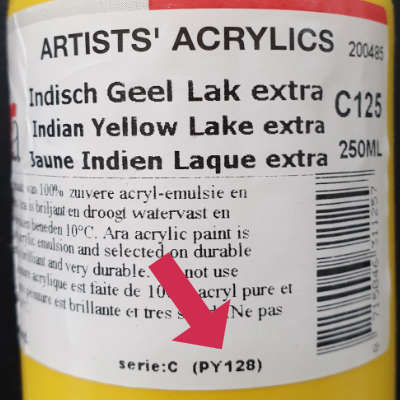 ARTISTS' ACRYLICS 200485
Indisch Geel Lak extra
C125
Indian Yellow Lake extra
Jaune Indien Laque extra
250ML
van 100% zuivere acryl-emulsie en
is briljant en droogt watervast en
beneden 10°C. Ara acrylic paint is
acrylic emulsion and selected on durable
brilliant and very durable. not use
acrylique est faite de acryl pure et
peinture est brillante et tres Ne pas
serie:C (PY128)